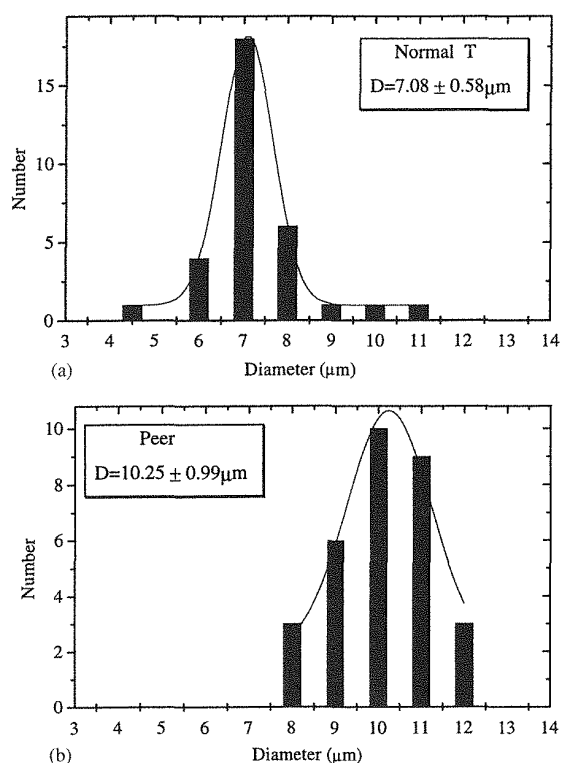 Normal T
D=7.08 ± 0.58μm
15
10
5
0
Number
3 4 5 6 7 8 9 10 11 12 13 14
(a)
Diameter (μm)
Peer
D=10.25 ± 0.99μm
10
8
6
4
2
0
Number
3 4 5 6 7 8 9 10 11 12 13 14
(b)
Diameter (μm)